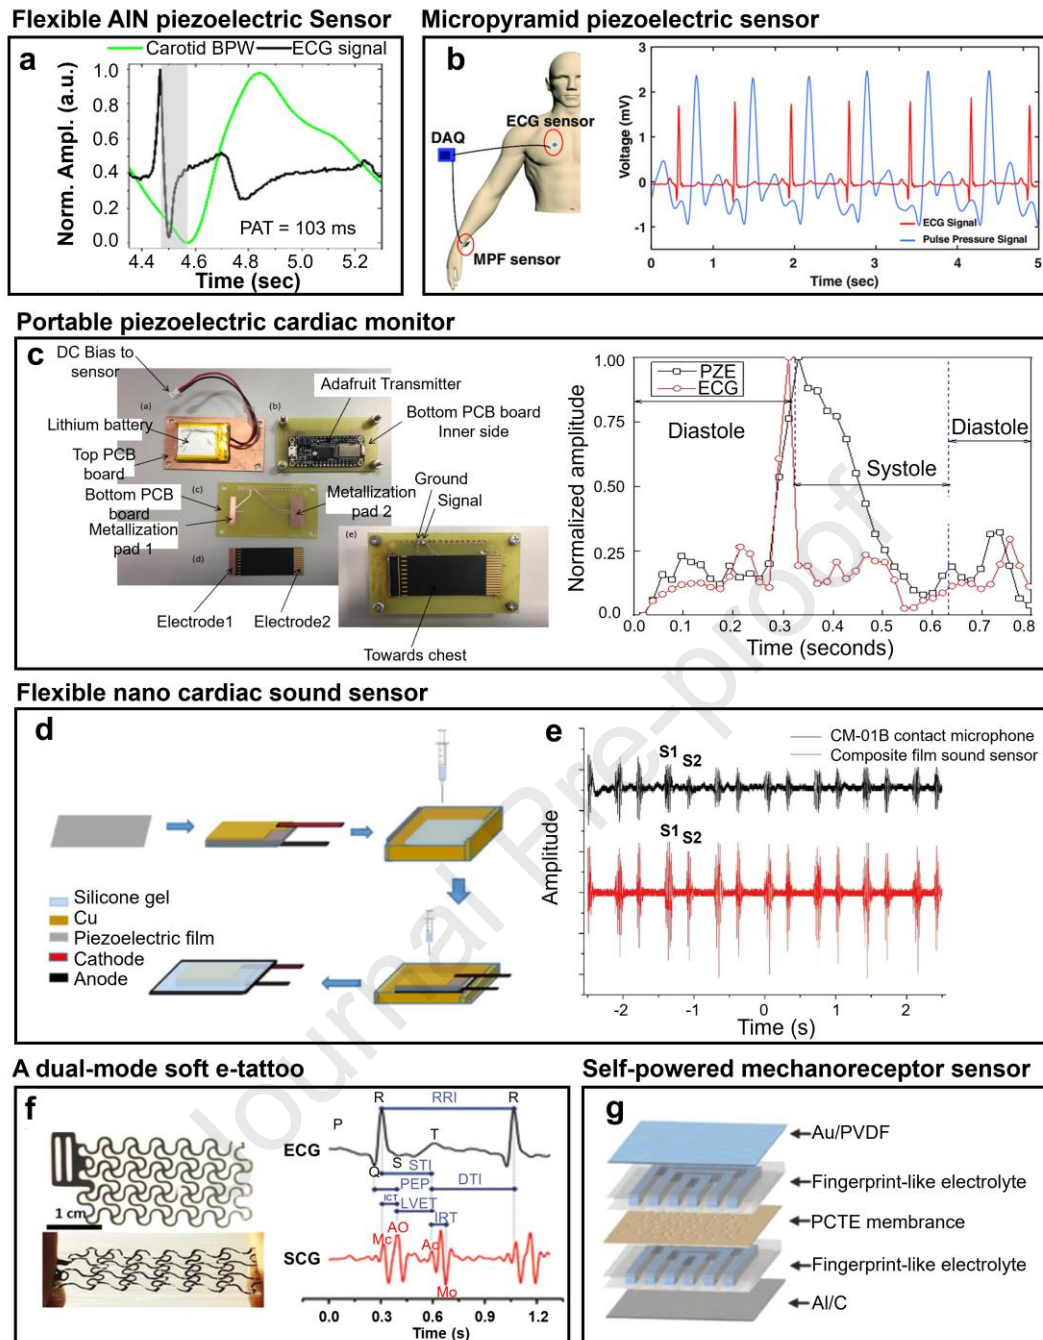 Flexible AlN piezoelectric Sensor
Micropyramid piezoelectric sensor
a
Carotid BPW
ECG signal
Norm. Ampl. (a.u.)
1.0
0.8
0.6
0.4
0.2
0.0
PAT = 103 ms
4.4 4.6 4.8 5.0 5.2
Time (sec)
b
ECG sensor
DAQ
MPF sensor
Voltage (mV)
3
2
1
0
-1
ECG Signal
Pulse Pressure Signal
0 1 2 3 4 5
Time (sec)
Portable piezoelectric cardiac monitor
c
DC Bias to
sensor
(a)
(b)
Adafruit Transmitter
Lithium battery
Bottom PCB board
Inner side
Top PCB
board
Bottom PCB
board
(c)
Metallization
pad 2
Ground
Signal
Metallization
pad 1
(d)
(e)
Electrode1
Electrode2
Towards chest
Normalized amplitude
1.00
0.75
0.50
0.25
0.00
PZE
ECG
Diastole
Systole
Diastole
0.0 0.1 0.2 0.3 0.4 0.5 0.6 0.7 0.8
Time (seconds)
Flexible nano cardiac sound sensor
d
Silicone gel
Cu
Piezoelectric film
Cathode
Anode
e
CM-01B contact microphone
Composite film sound sensor
S1
S2
S1
S2
Amplitude
-2 -1 0 1 2
Time (s)
A dual-mode soft e-tattoo
Self-powered mechanoreceptor sensor
f
1 cm
R
RRI
R
P
T
ECG
Q
S
STI
PEP
DTI
ICT
LVET
IRT
AO
Mc
Ac
SCG
Mo
0.0 0.3 0.6 0.9 1.2
Time (s)
g
Au/PVDF
Fingerprint-like electrolyte
PCTE membrance
Fingerprint-like electrolyte
Al/C
Journal Pre-proof